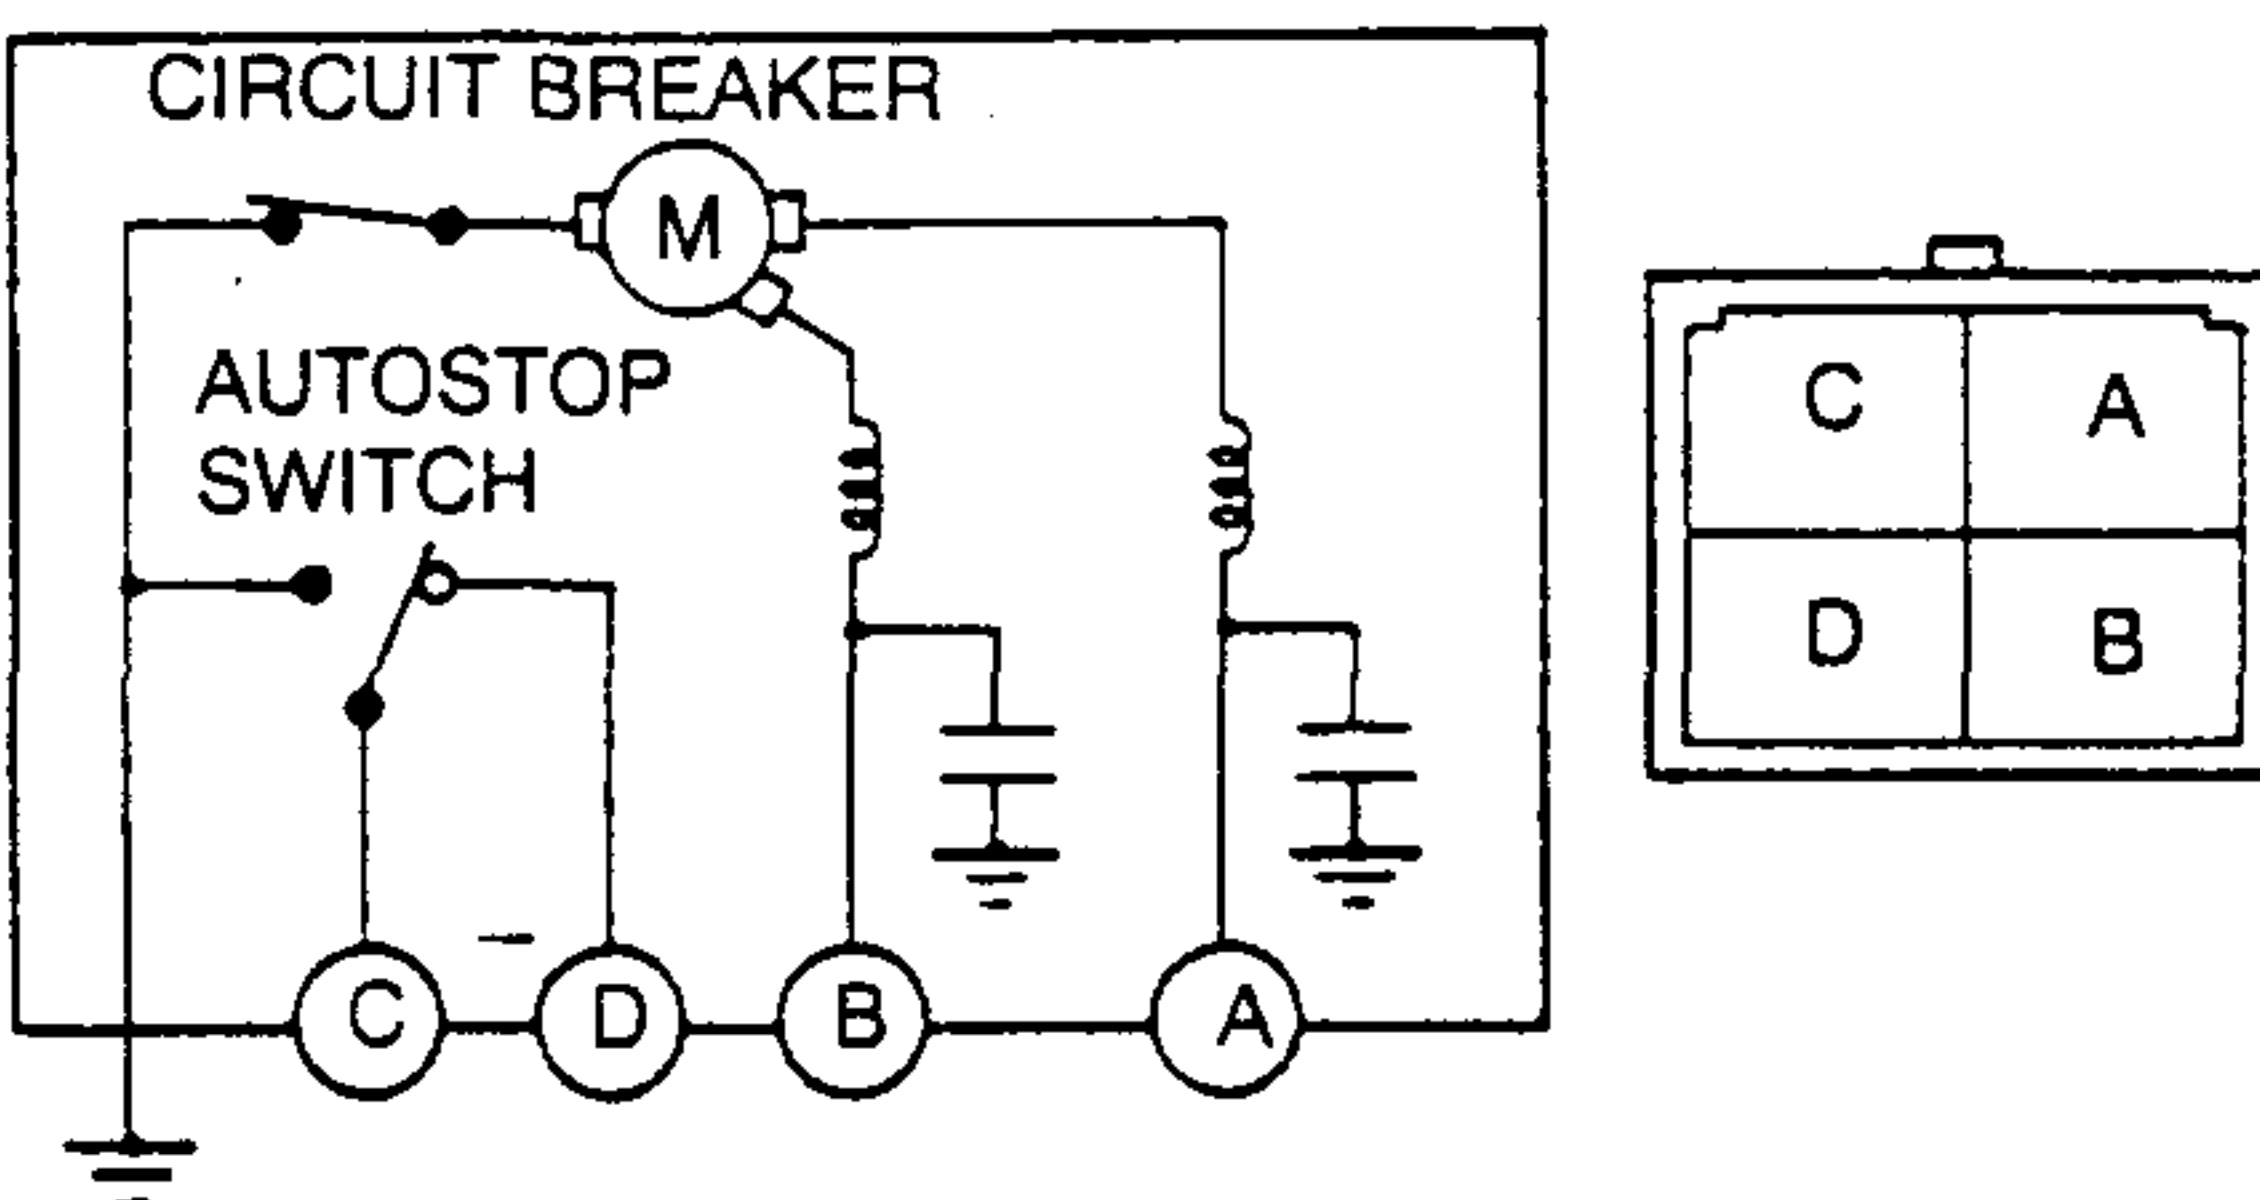 CIRCUIT BREAKER
M
AUTOSTOP
SWITCH
C A
D B
C D B A